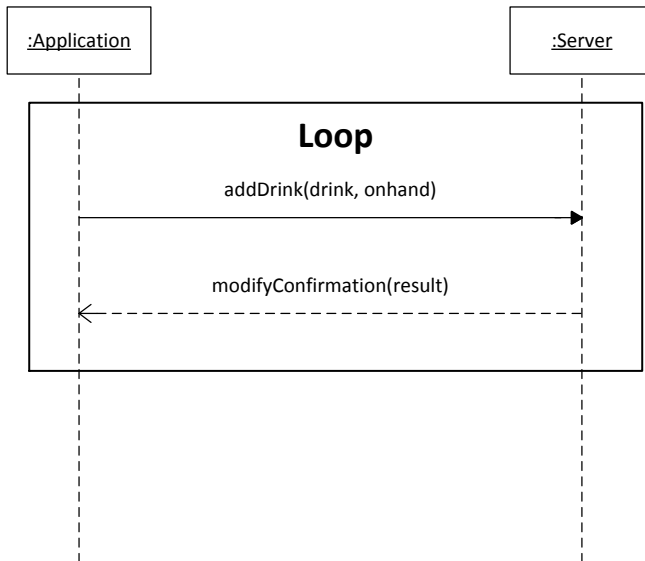 :Application
:Server
Loop
addDrink(drink, onhand)
modifyConfirmation(result)